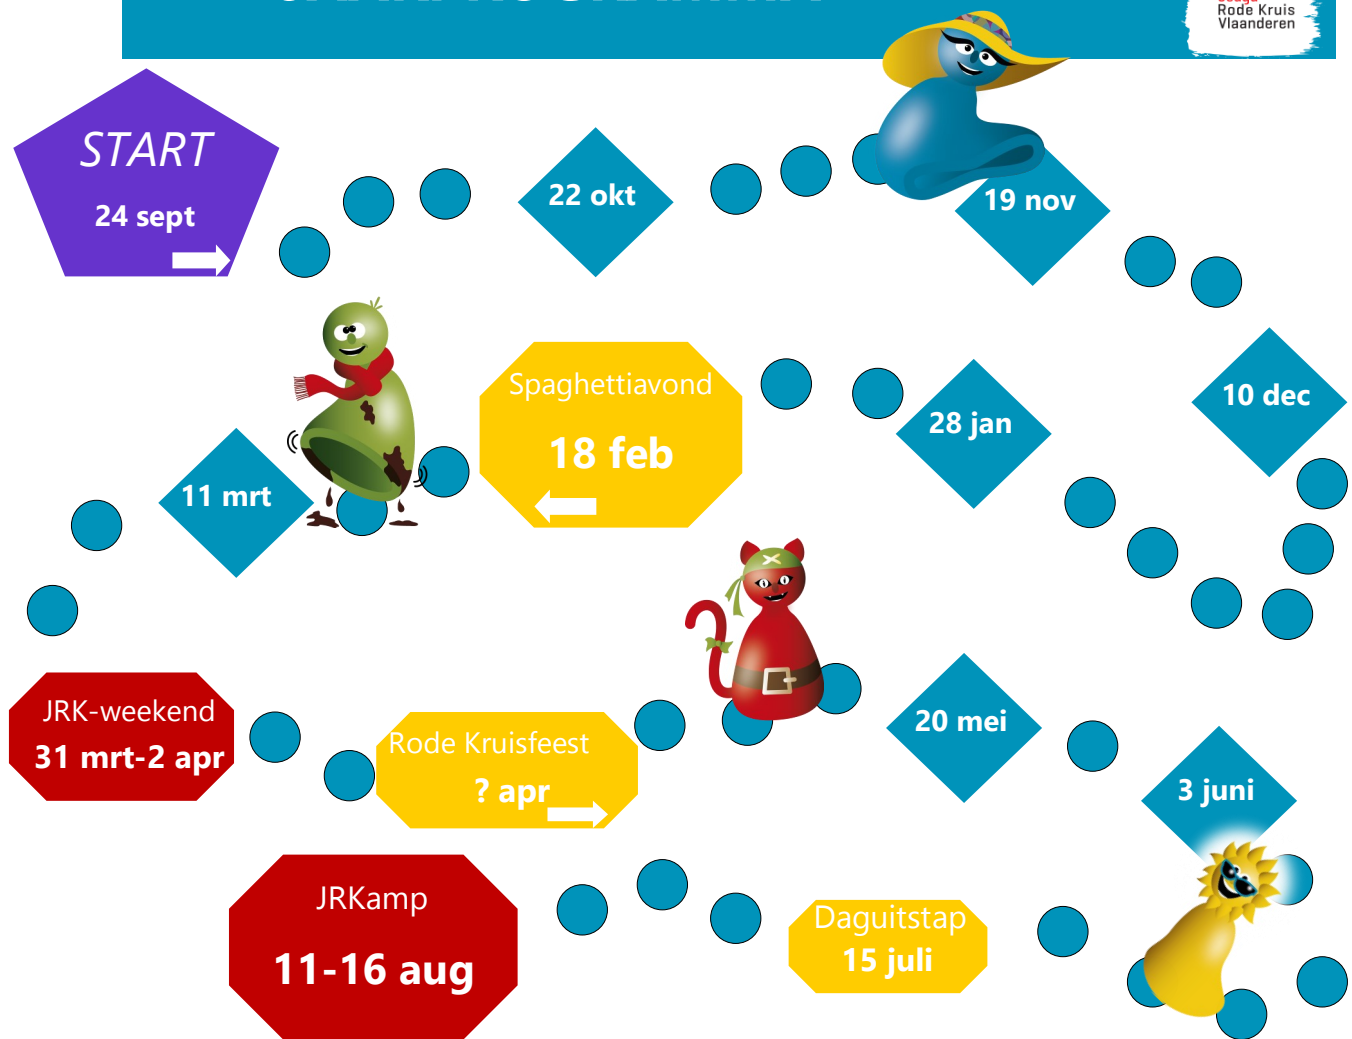 Rode Kruis
Vlaanderen
START
24 sept
22 okt
19 nov
10 dec
28 jan
Spaghettiavond
18 feb
11 mrt
JRK-weekend
31 mrt-2 apr
Rode Kruisfeest
? apr
20 mei
3 juni
Daguitstap
15 juli
JRKamp
11-16 aug